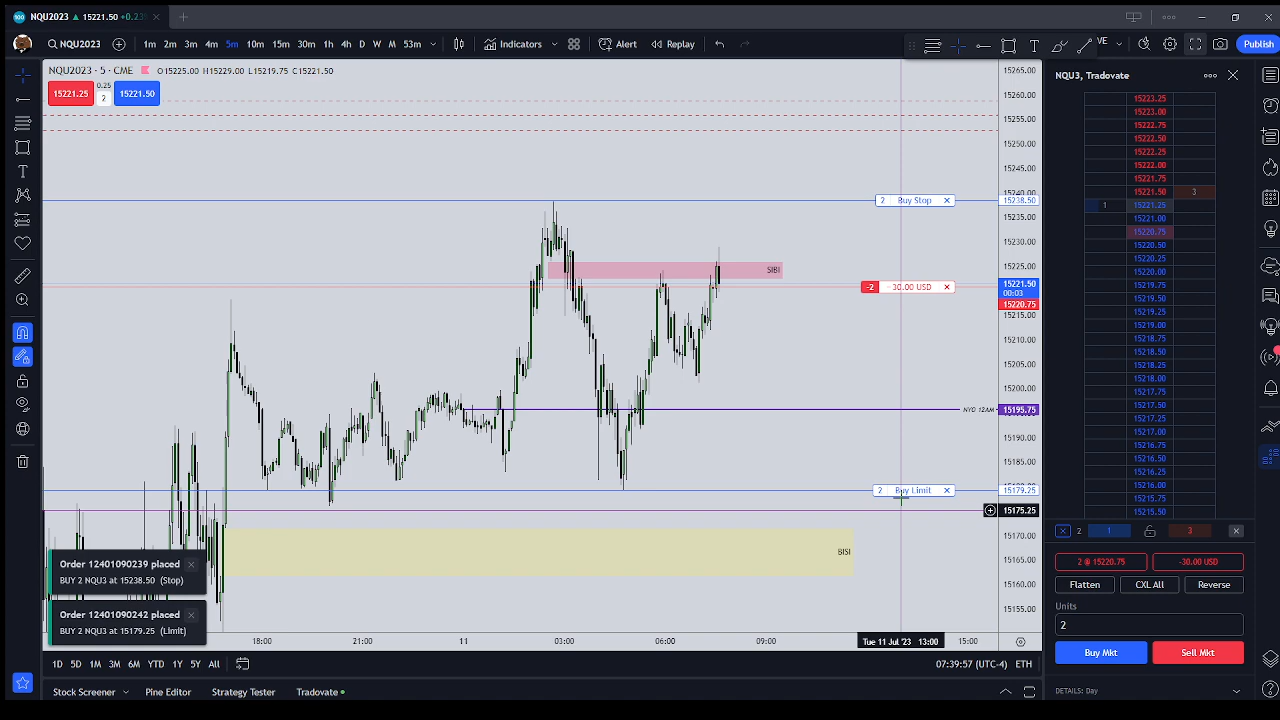 NQU2023 ▲ 15221.50 +0.23
NQU2023 1m 2m 3m 4m 5m 10m 15m 30m 1h 4h D W M 53m Indicators Alert Replay VE Publish
NQU2023 · 5 · CME O15225.00 H15229.00 L15219.75 C15221.50
15221.25 0.25 2 15221.50
15265.00
15260.00
15255.00
15250.00
15245.00
15240.00
2 Buy Stop 15238.50
15235.00
15230.00
SIBI 15225.00
15221.50
00:03
-2 -30.00 USD
15220.75
15215.00
15210.00
15205.00
15200.00
NYO 12AM 15195.75
15190.00
15185.00
2 Buy Limit 15179.25
15175.25
15170.00
BISI 15165.00
15160.00
15155.00
Order 12401090239 placed
BUY 2 NQU3 at 15238.50 (Stop)
Order 12401090242 placed
BUY 2 NQU3 at 15179.25 (Limit)
18:00 21:00 11 03:00 06:00 09:00 Tue 11 Jul '23 13:00 15:00
1D 5D 1M 3M 6M YTD 1Y 5Y All 07:39:57 (UTC-4) ETH
Stock Screener Pine Editor Strategy Tester Tradovate
NQU3, Tradovate
15223.25
15223.00
15222.75
15222.50
15222.25
15222.00
15221.75
15221.50 3
1 15221.25
15221.00
15220.75
15220.50
15220.25
15220.00
15219.75
15219.50
15219.25
15219.00
15218.75
15218.50
15218.25
15218.00
15217.75
15217.50
15217.25
15217.00
15216.75
15216.50
15216.25
15216.00
15215.75
15215.50
2 1 3
2 @ 15220.75 -30.00 USD
Flatten CXL All Reverse
Units
2
Buy Mkt Sell Mkt
DETAILS: Day